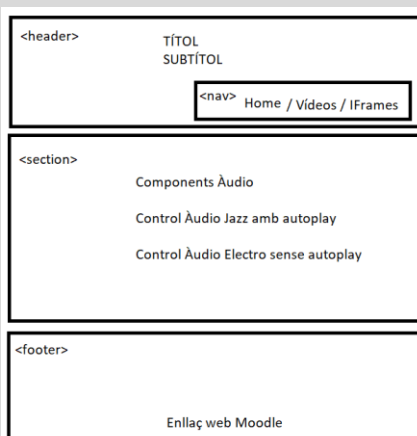 <header>
TÍTOL
SUBTÍTOL
<nav> Home / Vídeos / IFrames
<section>
Components Àudio
Control Àudio Jazz amb autoplay
Control Àudio Electro sense autoplay
<footer>
Enllaç web Moodle